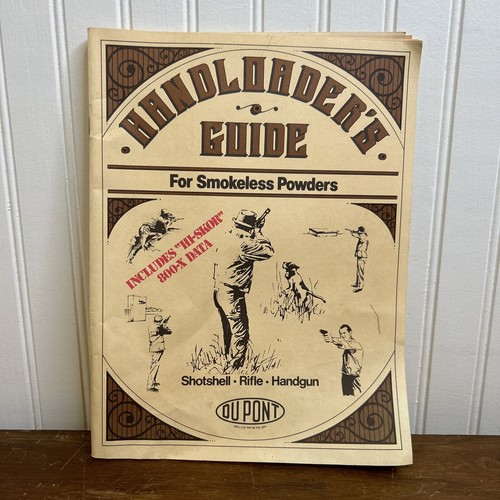 HANDLOADER'S
GUIDE
For Smokeless Powders
INCLUDES "HI-SKOR"
800-X DATA
Shotshell • Rifle • Handgun
DU PONT